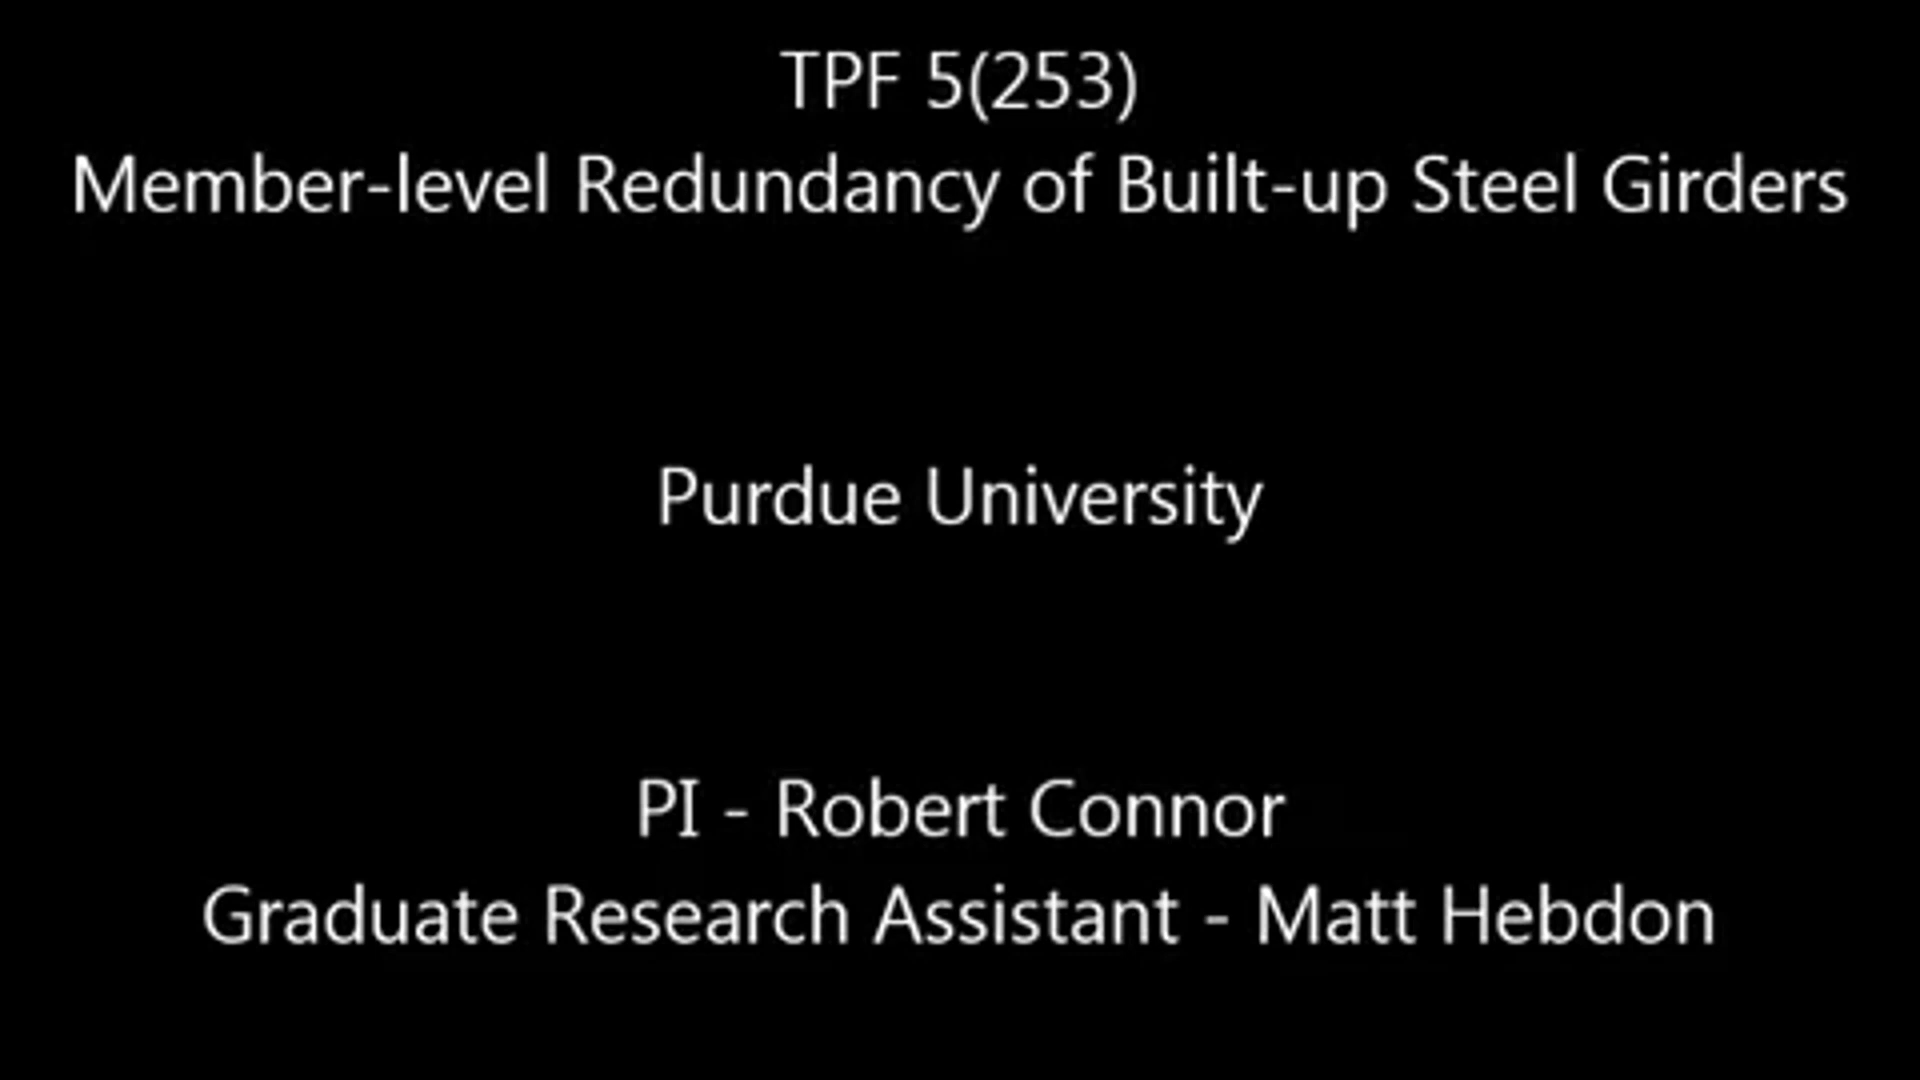 TPF 5(253)
Member-level Redundancy of Built-up Steel Girders
Purdue University
PI - Robert Connor
Graduate Research Assistant - Matt Hebdon